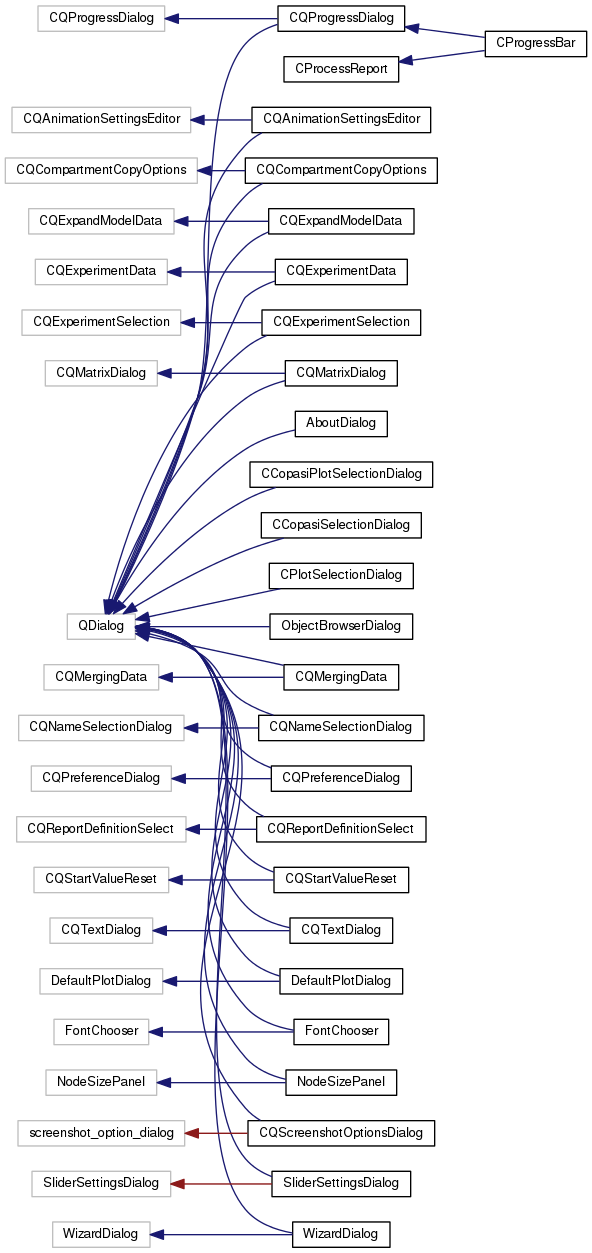 CQProgressDialog
CQProgressDialog
CProgressBar
CProcessReport
CQAnimationSettingsEditor
CQAnimationSettingsEditor
CQCompartmentCopyOptions
CQCompartmentCopyOptions
CQExpandModelData
CQExpandModelData
CQExperimentData
CQExperimentData
CQExperimentSelection
CQExperimentSelection
CQMatrixDialog
CQMatrixDialog
AboutDialog
CCopasiPlotSelectionDialog
CCopasiSelectionDialog
CPlotSelectionDialog
QDialog
ObjectBrowserDialog
CQMergingData
CQMergingData
CQNameSelectionDialog
CQNameSelectionDialog
CQPreferenceDialog
CQPreferenceDialog
CQReportDefinitionSelect
CQReportDefinitionSelect
CQStartValueReset
CQStartValueReset
CQTextDialog
CQTextDialog
DefaultPlotDialog
DefaultPlotDialog
FontChooser
FontChooser
NodeSizePanel
NodeSizePanel
screenshot_option_dialog
CQScreenshotOptionsDialog
SliderSettingsDialog
SliderSettingsDialog
WizardDialog
WizardDialog